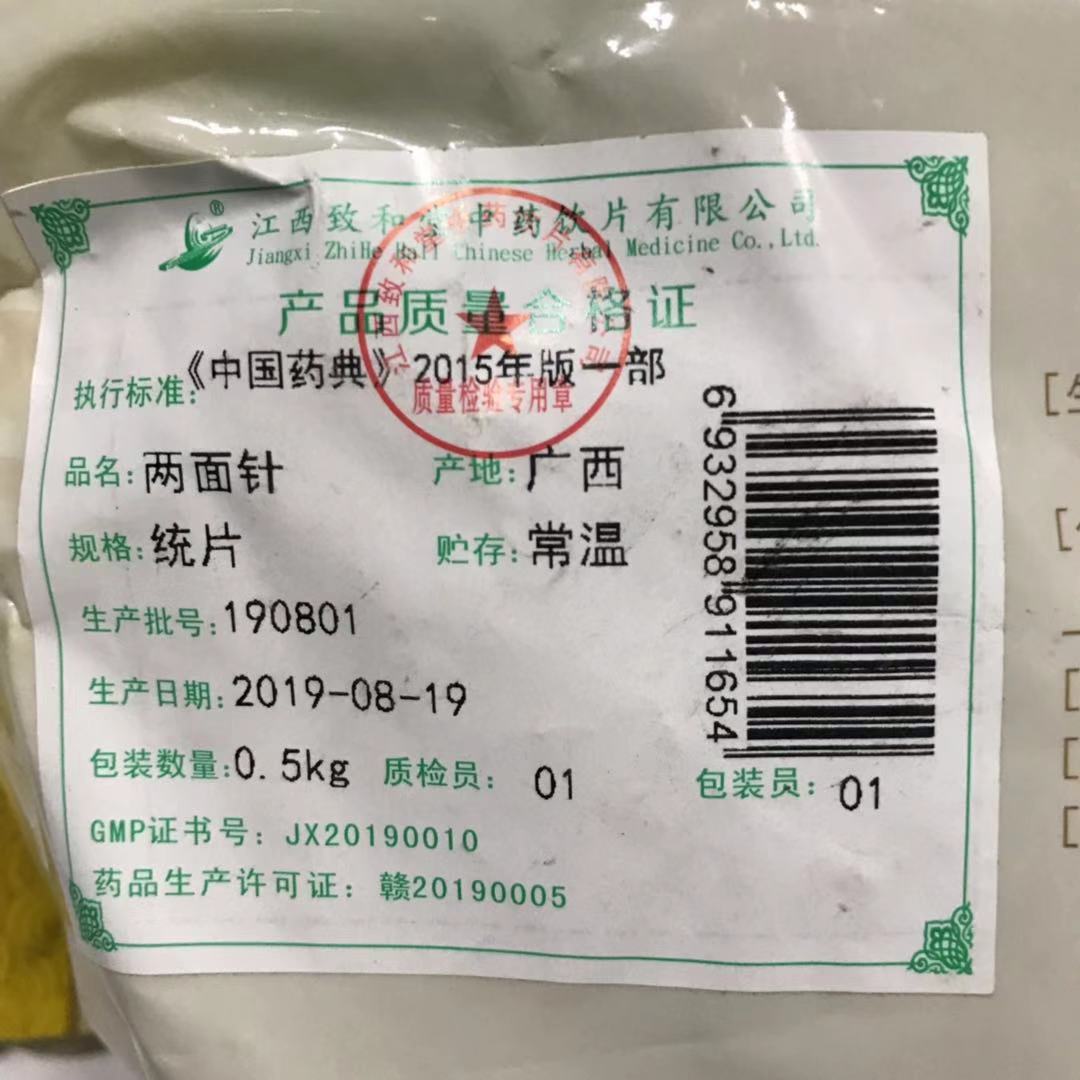 ®
江西致和堂中药饮片有限公司
Jiangxi ZhiHe Hall Chinese Herbal Medicine Co., Ltd.
产品质量合格证
执行标准:《中国药典》2015年版一部
质量检验专用章
品名:两面针 产地:广西
规格:统片 贮存:常温
生产批号:190801
生产日期:2019-08-19
包装数量:0.5kg 质检员: 01 包装员: 01
GMP证书号: JX20190010
药品生产许可证: 赣20190005
6932958911654